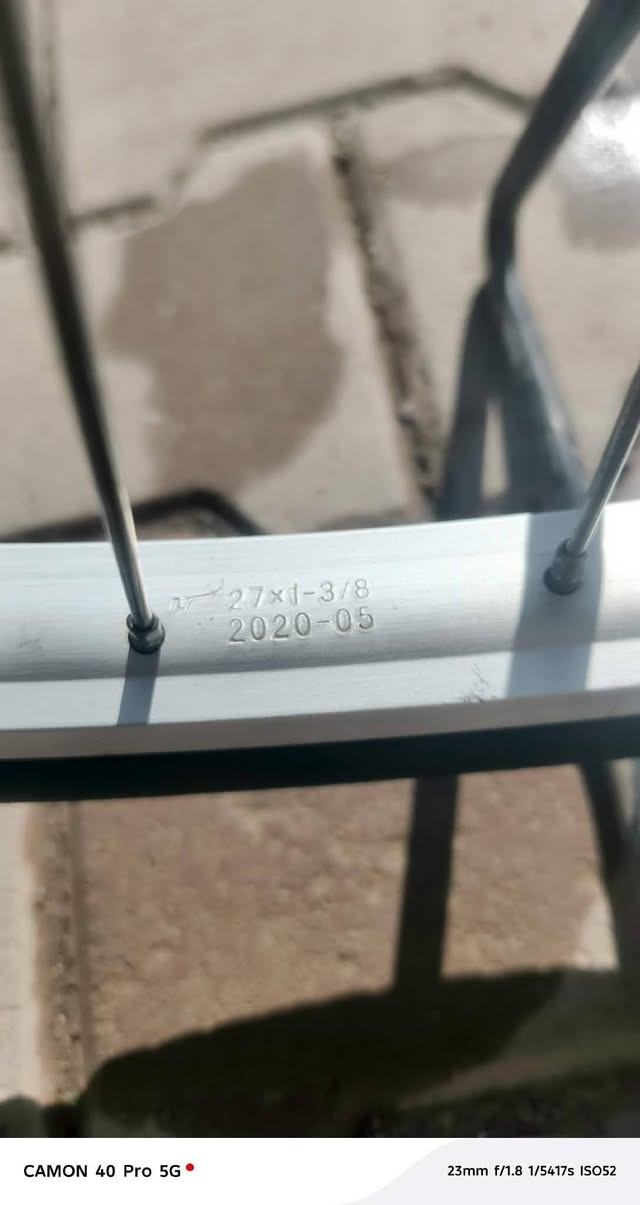 27×1-3/8
2020-05
CAMON 40 Pro 5G
23mm f/1.8 1/5417s ISO52